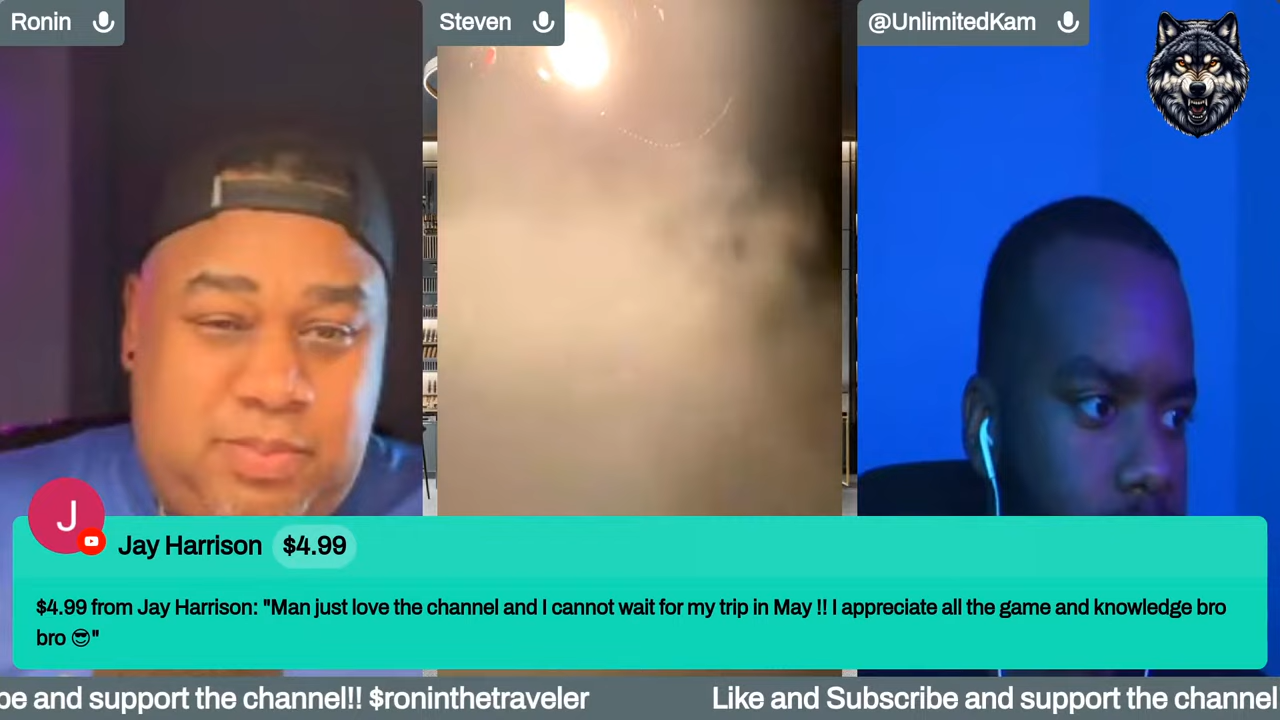 Ronin
Steven
@UnlimitedKam
J
Jay Harrison $4.99
$4.99 from Jay Harrison: "Man just love the channel and I cannot wait for my trip in May !! I appreciate all the game and knowledge bro
bro 😎"
be and support the channel!! $roninthetraveler Like and Subscribe and support the channel